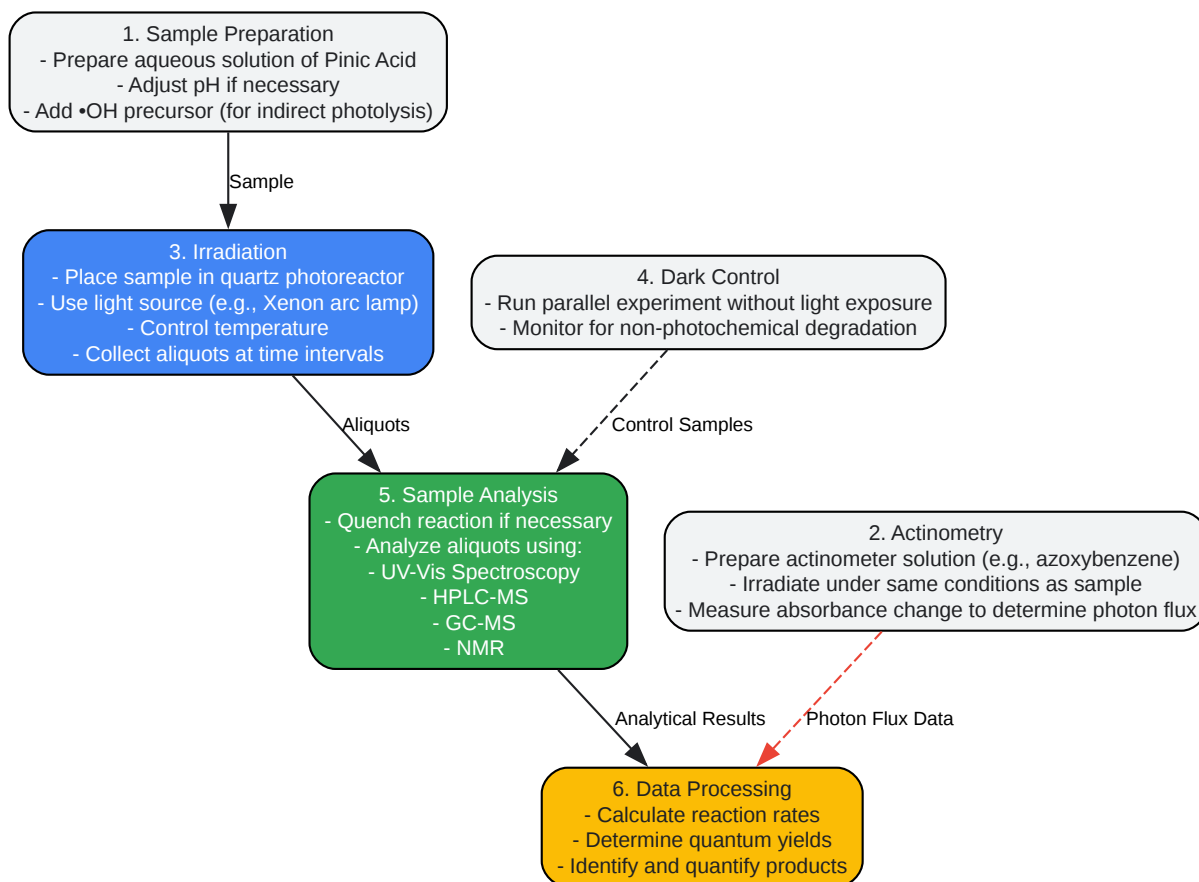 1. Sample Preparation
- Prepare aqueous solution of Pinic Acid
- Adjust pH if necessary
- Add •OH precursor (for indirect photolysis)
Sample
3. Irradiation
- Place sample in quartz photoreactor
- Use light source (e.g., Xenon arc lamp)
- Control temperature
- Collect aliquots at time intervals
4. Dark Control
- Run parallel experiment without light exposure
- Monitor for non-photochemical degradation
Aliquots
Control Samples
5. Sample Analysis
- Quench reaction if necessary
- Analyze aliquots using:
- UV-Vis Spectroscopy
- HPLC-MS
- GC-MS
- NMR
2. Actinometry
- Prepare actinometer solution (e.g., azoxybenzene)
- Irradiate under same conditions as sample
- Measure absorbance change to determine photon flux
Analytical Results
Photon Flux Data
6. Data Processing
- Calculate reaction rates
- Determine quantum yields
- Identify and quantify products